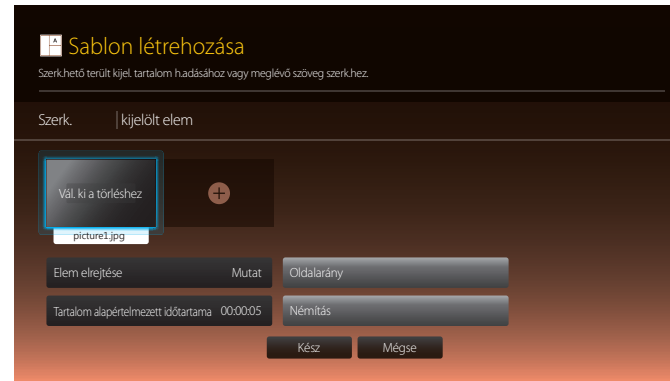 A
Sablon létrehozása
Szerk.hető terült kijel. tartalom h.adásához vagy meglévő szöveg szerk.hez.
Szerk. kijelölt elem
Vál. ki a törléshez
picture1.jpg
Elem elrejtése Mutat Oldalarány
Tartalom alapértelmezett időtartama 00:00:05 Némítás
Kész Mégse